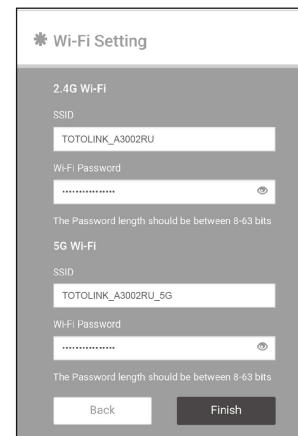 Wi-Fi Setting
2.4G Wi-Fi
SSID
TOTOLINK_A3002RU
Wi-Fi Password
................
The Password length should be between 8-63 bits
5G Wi-Fi
SSID
TOTOLINK_A3002RU_5G
Wi-Fi Password
................
The Password length should be between 8-63 bits
Back Finish